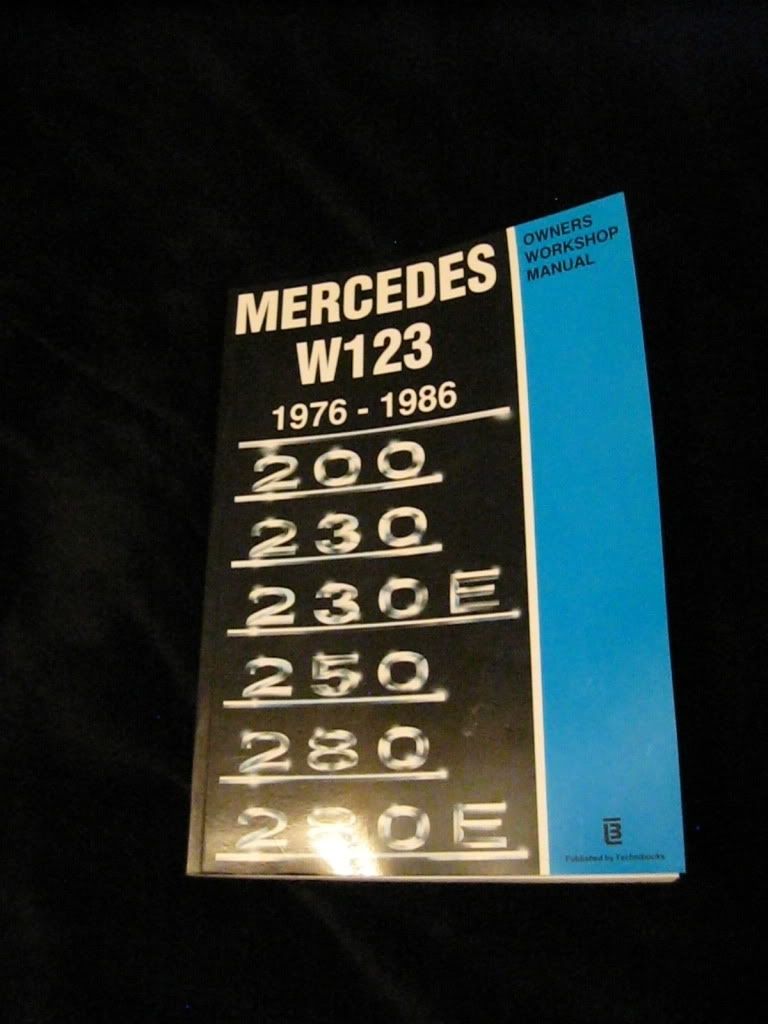 MERCEDES
W123
1976 - 1986
200
230
230E
250
280
280E
OWNERS
WORKSHOP
MANUAL
Published by Technibooks